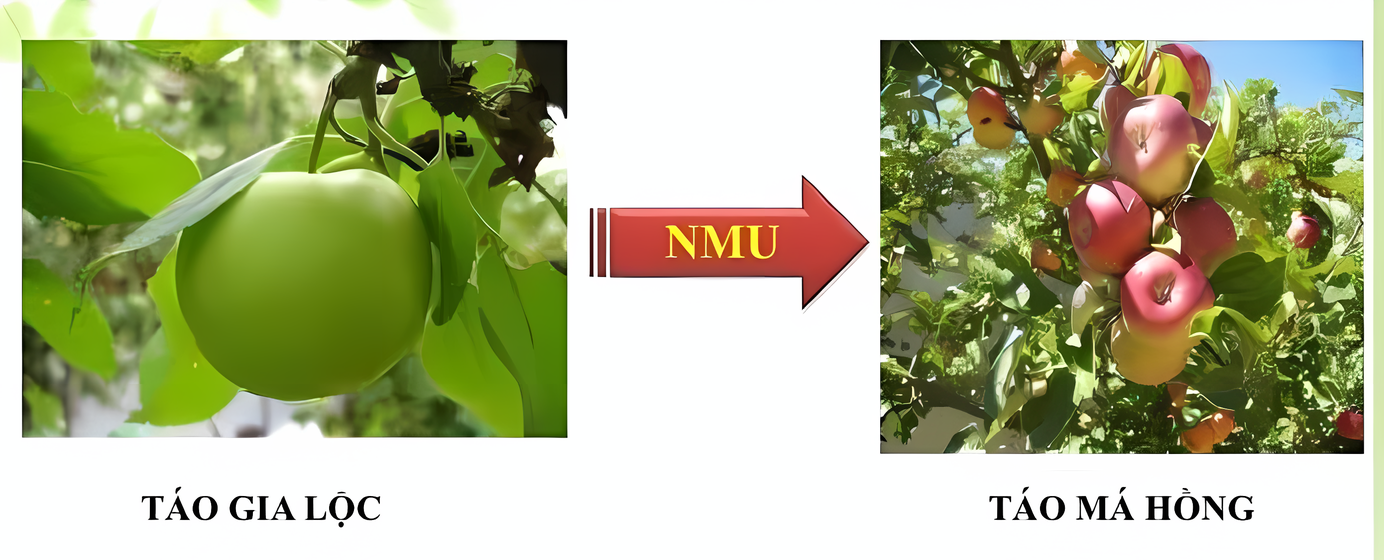 NMU
TÁO GIA LỘC
TÁO MÁ HỒNG